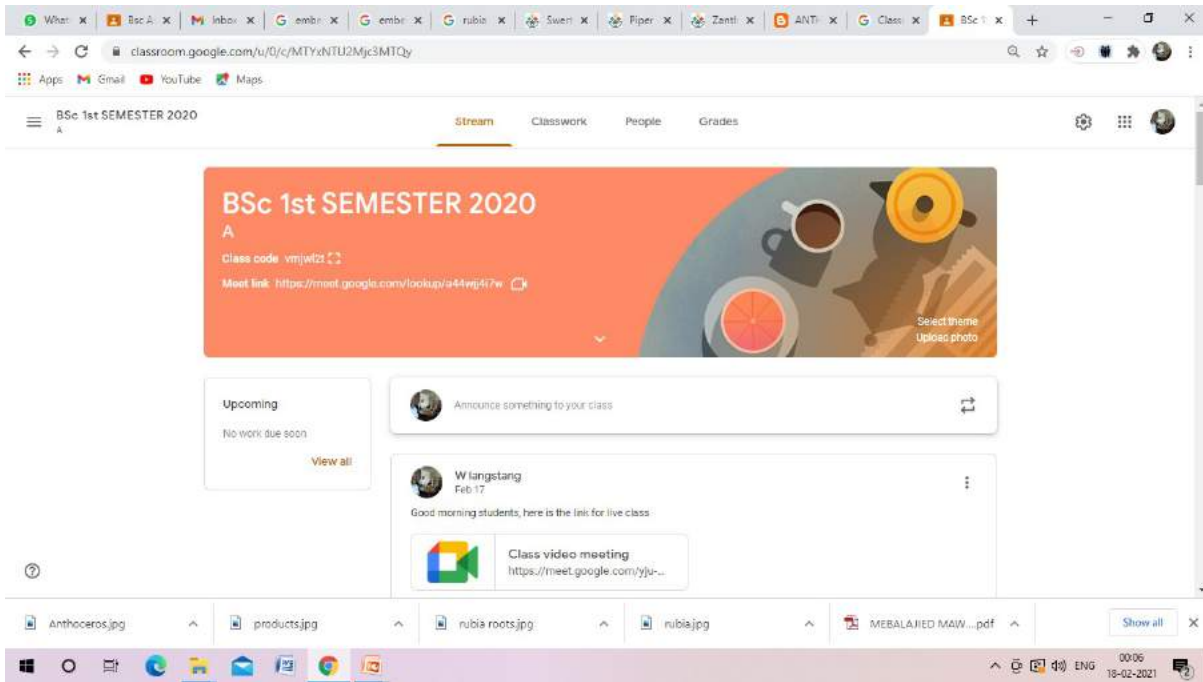 What
Bsc A
Inbox
embr
embr
rubia
Swert
Piper
Zanth
ANTH
Class
BSc 1
classroom.google.com/u/0/c/MTYxNTU2Mjc3MTQy
Apps
Gmail
YouTube
Maps
BSc 1st SEMESTER 2020
A
Stream
Classwork
People
Grades
BSc 1st SEMESTER 2020
A
Class code
Meet link https://meet.google.com/lookup/a44wjj4i7w
Select theme
Upload photo
Upcoming
No work due soon
View all
Announce something to your class
W langstang
Feb 17
Good morning students, here is the link for live class
Class video meeting
https://meet.google.com/yju-...
Anthoceros.jpg
products.jpg
rubia roots.jpg
rubia.jpg
MEBALAJIED MAW....pdf
Show all
ENG
00:06
18-02-2021
2